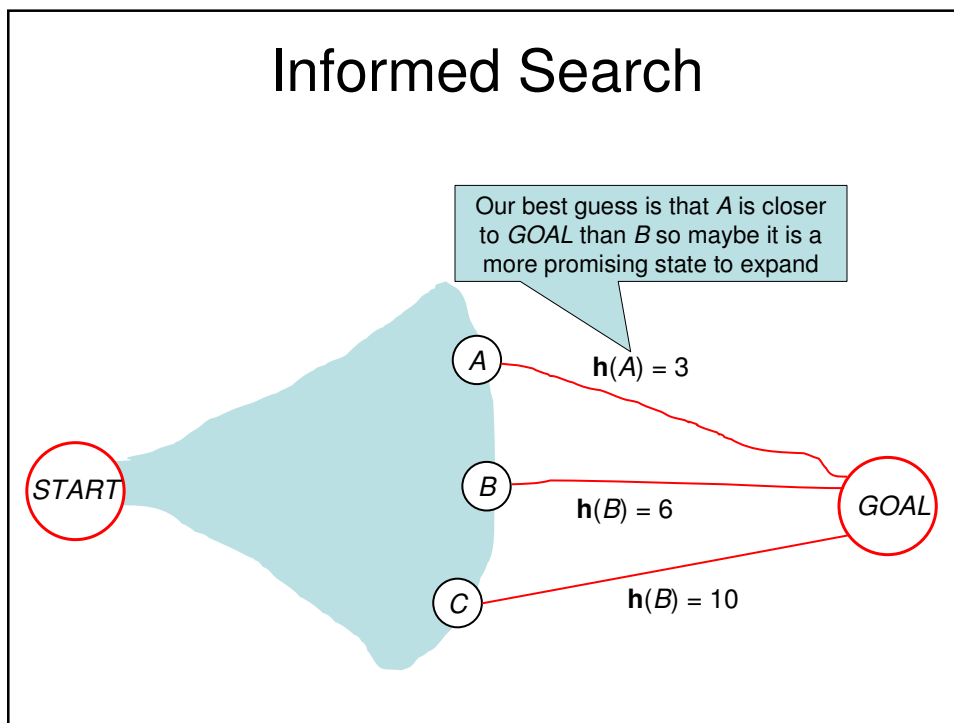 Informed Search
Our best guess is that A is closer
to GOAL than B so maybe it is a
more promising state to expand
A
h(A) = 3
START
B
h(B) = 6
GOAL
C
h(B) = 10